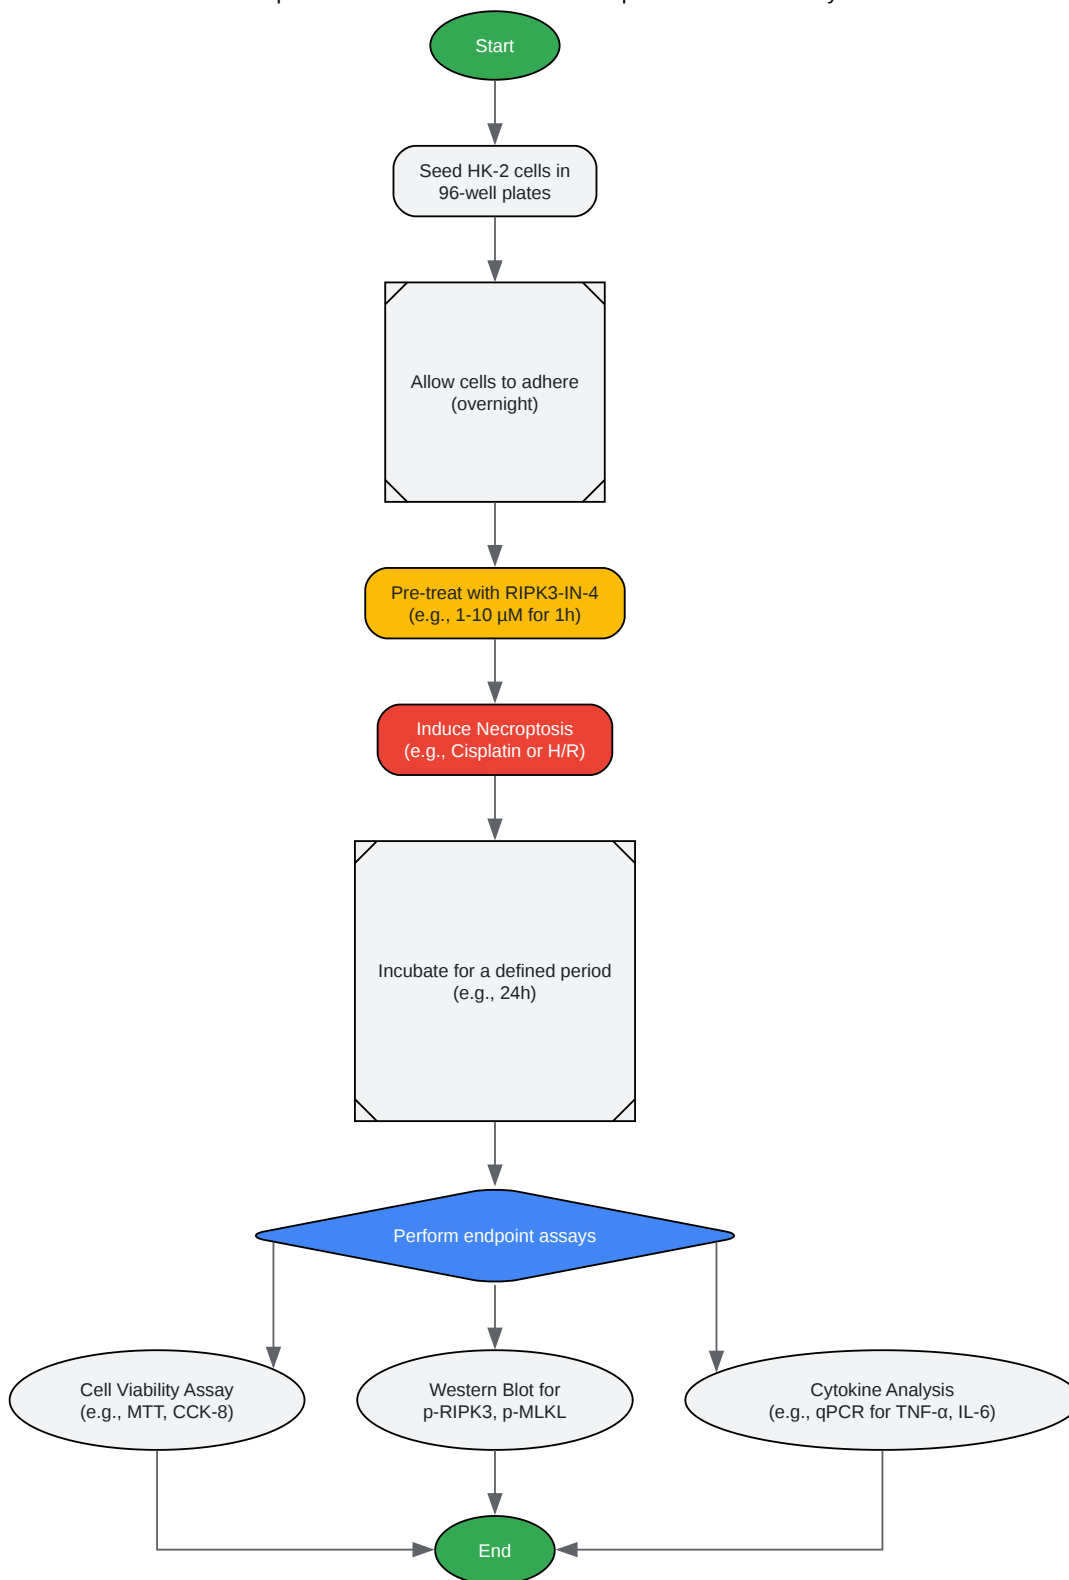 Start
Seed HK-2 cells in
96-well plates
Allow cells to adhere
(overnight)
Pre-treat with RIPK3-IN-4
(e.g., 1-10 µM for 1h)
Induce Necroptosis
(e.g., Cisplatin or H/R)
Incubate for a defined period
(e.g., 24h)
Perform endpoint assays
Cell Viability Assay
(e.g., MTT, CCK-8)
Western Blot for
p-RIPK3, p-MLKL
Cytokine Analysis
(e.g., qPCR for TNF-α, IL-6)
End